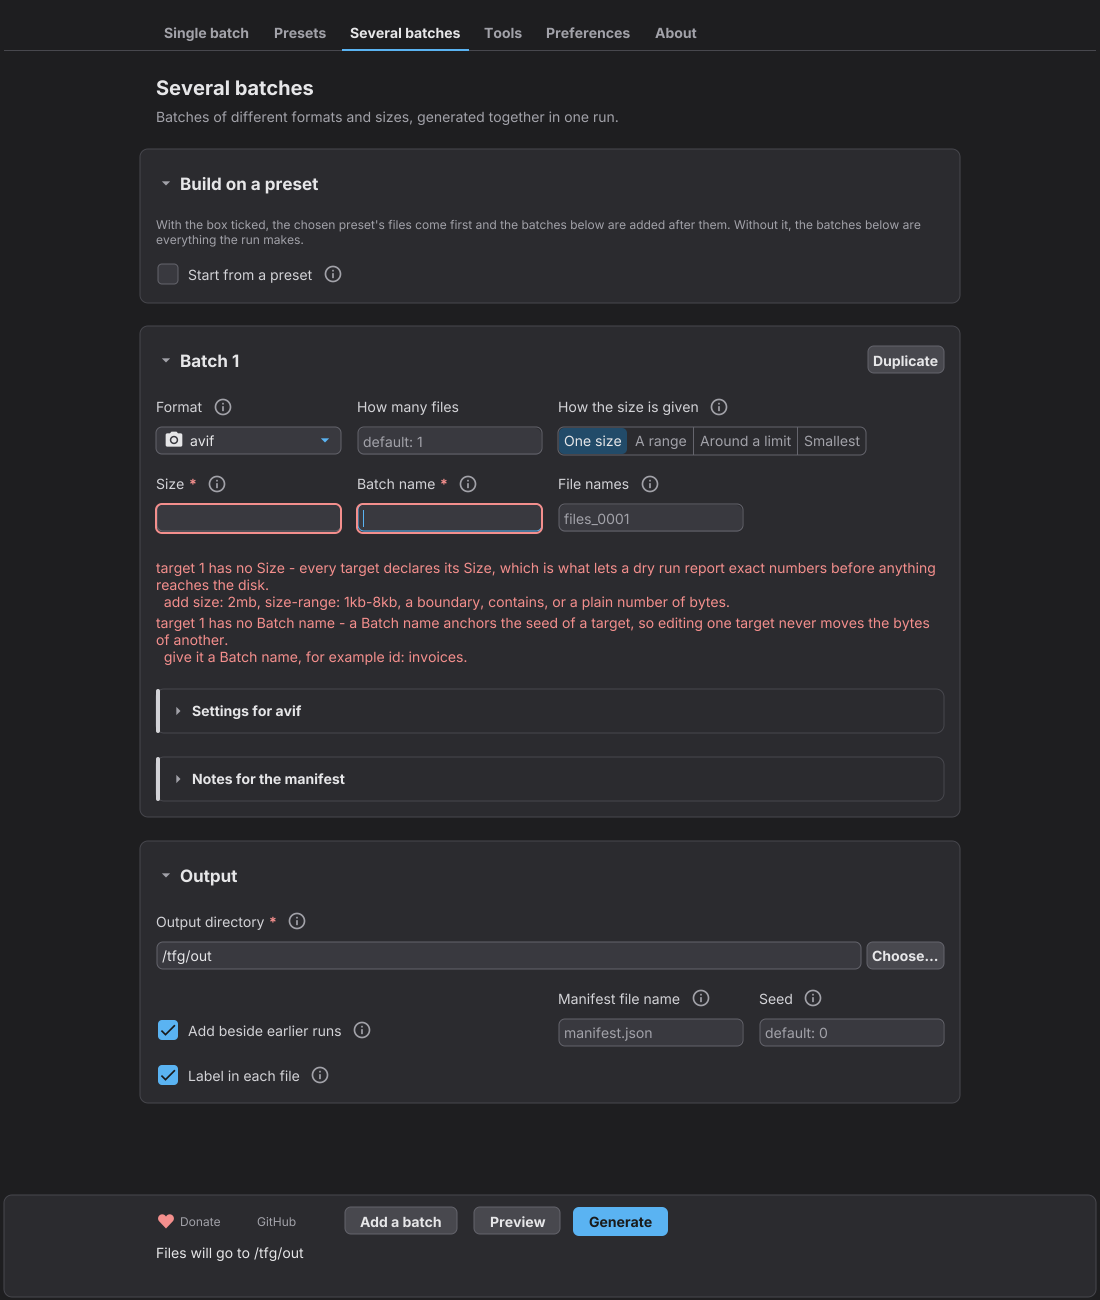 Single batch
Presets
Several batches
Tools
Preferences
About
Several batches
Batches of different formats and sizes, generated together in one run.
Build on a preset
With the box ticked, the chosen preset's files come first and the batches below are added after them. Without it, the batches below are
everything the run makes.
Start from a preset
Batch 1
Duplicate
Format
How many files
How the size is given
avif
default: 1
One size
A range
Around a limit
Smallest
Size *
Batch name *
File names
files_0001
target 1 has no Size - every target declares its Size, which is what lets a dry run report exact numbers before anything
reaches the disk.
add size: 2mb, size-range: 1kb-8kb, a boundary, contains, or a plain number of bytes.
target 1 has no Batch name - a Batch name anchors the seed of a target, so editing one target never moves the bytes
of another.
give it a Batch name, for example id: invoices.
Settings for avif
Notes for the manifest
Output
Output directory *
/tfg/out
Choose...
Manifest file name
Seed
Add beside earlier runs
manifest.json
default: 0
Label in each file
Donate
GitHub
Add a batch
Preview
Generate
Files will go to /tfg/out